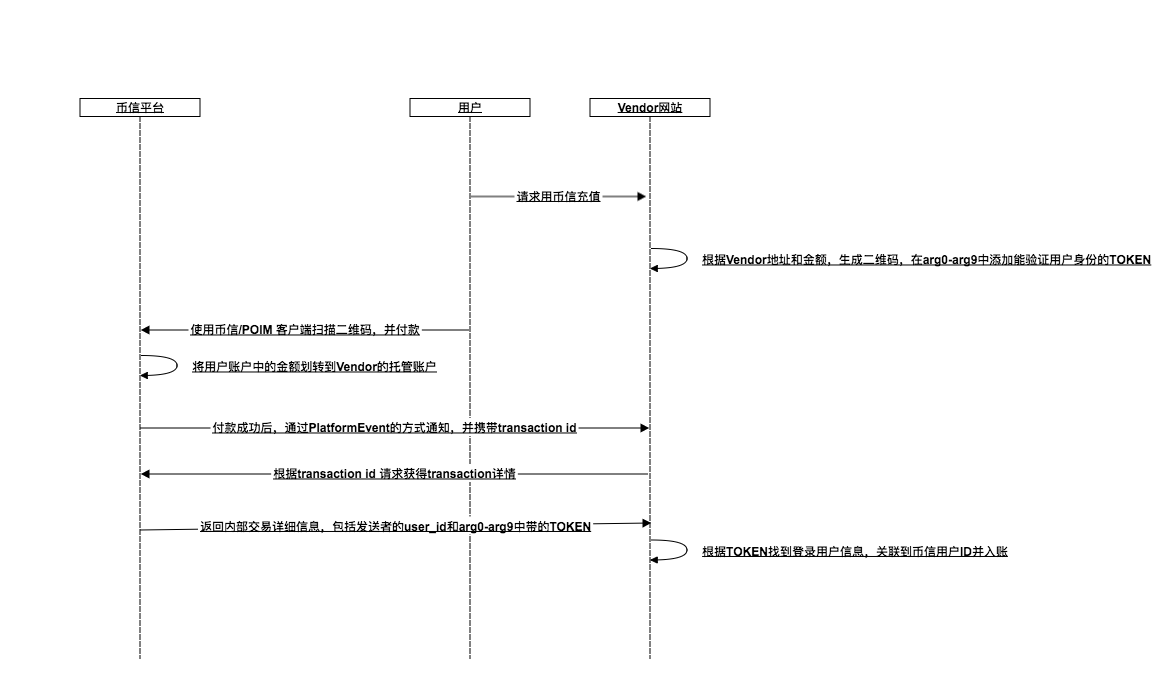 币信平台
用户
Vendor网站
请求用币信充值
根据Vendor地址和金额，生成二维码，在arg0-arg9中添加能验证用户身份的TOKEN
使用币信/POIM 客户端扫描二维码，并付款
将用户账户中的金额划转到Vendor的托管账户
付款成功后，通过PlatformEvent的方式通知，并携带transaction id
根据transaction id 请求获得transaction详情
返回内部交易详细信息，包括发送者的user_id和arg0-arg9中带的TOKEN
根据TOKEN找到登录用户信息，关联到币信用户ID并入账